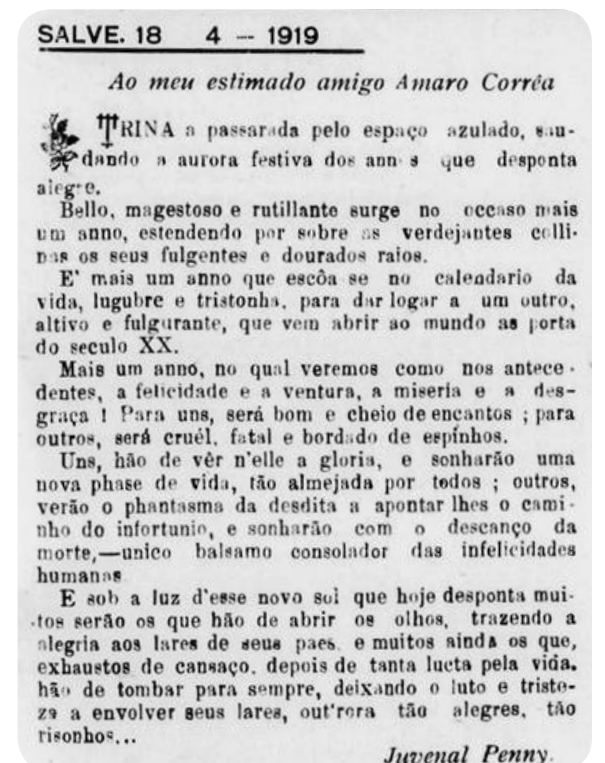 SALVE. 18 4 — 1919
Ao meu estimado amigo Amaro Corrêa
TRINA a passarada pelo espaço azulado, sau-
dando a aurora festiva dos ann s que desponta
alegre.
Bello, magestoso e rutillante surge no occaso mais
um anno, estendendo por sobre as verdejantes colli-
nas os seus fulgentes e dourados raios.
E' mais um anno que escôa se no calendario da
vida, lugubre e tristonha, para dar logar a um outro,
altivo e fulgurante, que vem abrir ao mundo as porta
do seculo XX.
Mais um anno, no qual veremos como nos antece-
dentes, a felicidade e a ventura, a miseria e a des-
graça ! Para uns, será bom e cheio de encantos ; para
outros, será cruél, fatal e bordado de espinhos.
Uns, hão de vêr n'elle a gloria, e sonharão uma
nova phase de vida, tão almejada por todos ; outros,
verão o phantasma da desdita a apontar lhes o cami-
nho do infortunio, e sonharão com o descanço da
morte,—unico balsamo consolador das infelicidades
humanas
E sob a luz d'esse novo sol que hoje desponta mui-
tos serão os que hão de abrir os olhos, trazendo a
alegria aos lares de seus paes, e muitos ainda os que,
exhaustos de cansaço, depois de tanta lucta pela vida,
hão de tombar para sempre, deixando o luto e triste-
za a envolver seus lares, out'rora tão alegres, tão
risonhos...
Juvenal Penny.